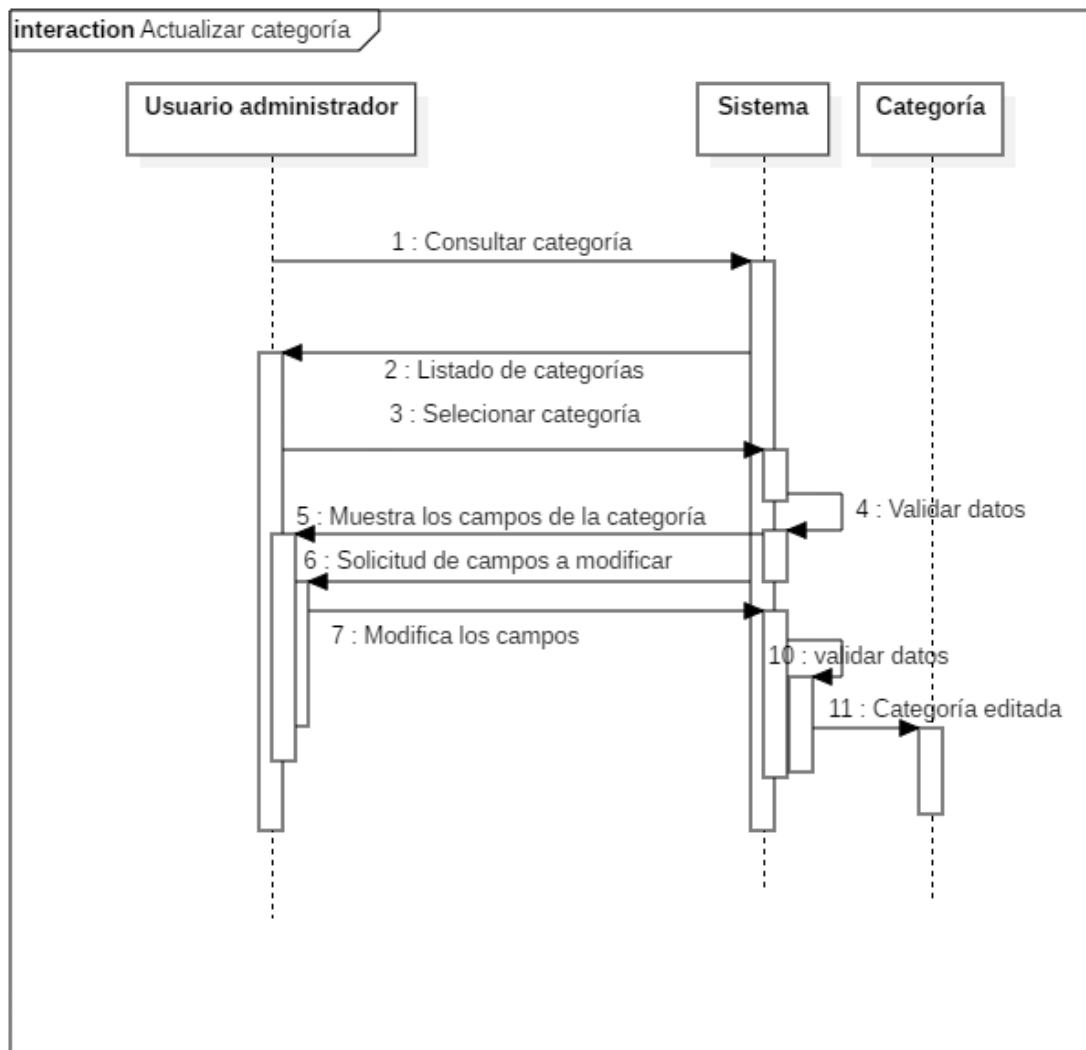 interaction Actualizar categoría
Usuario administrador
Sistema
Categoría
1 : Consultar categoría
2 : Listado de categorías
3 : Selecionar categoría
4 : Validar datos
5 : Muestra los campos de la categoría
6 : Solicitud de campos a modificar
7 : Modifica los campos
10 : validar datos
11 : Categoría editada